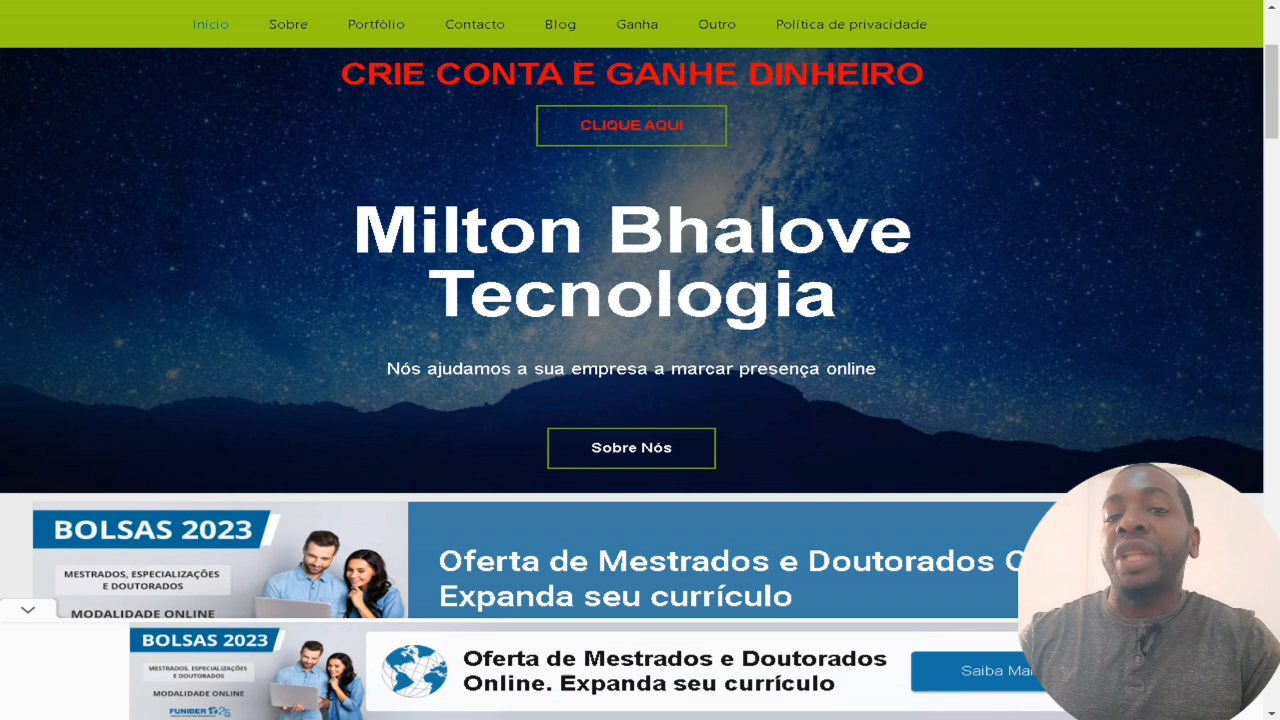 Início Sobre Portfólio Contacto Blog Ganha Outro Política de privacidade
CRIE CONTA E GANHE DINHEIRO
CLIQUE AQUI
Milton Bhalove
Tecnologia
Nós ajudamos a sua empresa a marcar presença online
Sobre Nós
BOLSAS 2023
MESTRADOS, ESPECIALIZAÇÕES
E DOUTORADOS
MODALIDADE ONLINE
Oferta de Mestrados e Doutorados
Expanda seu currículo
BOLSAS 2023
MESTRADOS, ESPECIALIZAÇÕES
E DOUTORADOS
MODALIDADE ONLINE
FUNIBER
Oferta de Mestrados e Doutorados
Online. Expanda seu currículo
Saiba